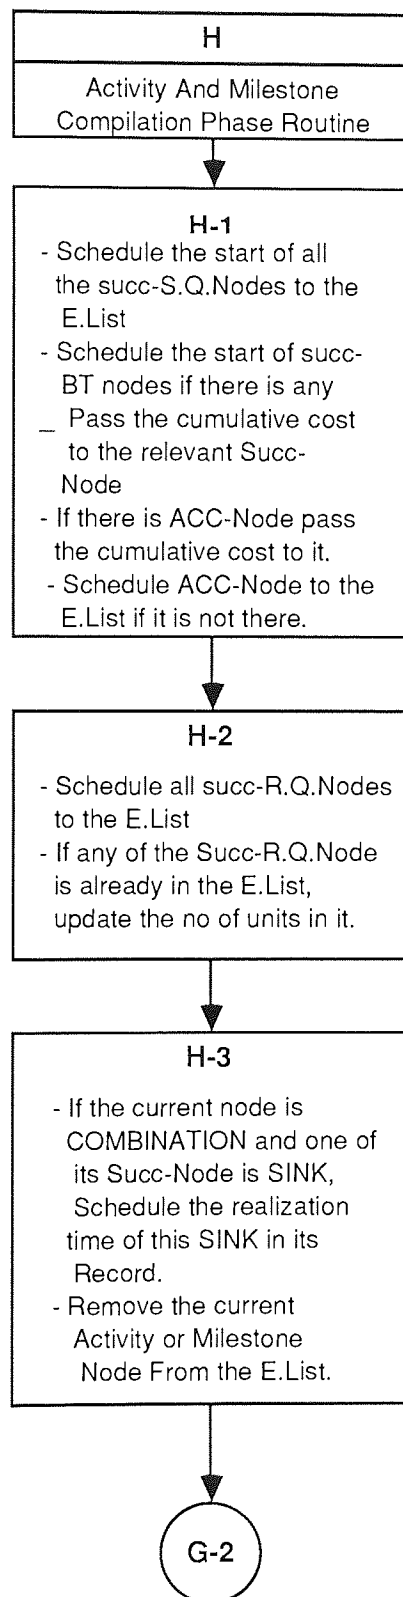 H
Activity And Milestone
Compilation Phase Routine
H-1
- Schedule the start of all
the succ-S.Q.Nodes to the
E.List
- Schedule the start of succ-
BT nodes if there is any
_ Pass the cumulative cost
to the relevant Succ-
Node
- If there is ACC-Node pass
the cumulative cost to it.
- Schedule ACC-Node to the
E.List if it is not there.
H-2
- Schedule all succ-R.Q.Nodes
to the E.List
- If any of the Succ-R.Q.Node
is already in the E.List,
update the no of units in it.
H-3
- If the current node is
COMBINATION and one of
its Succ-Node is SINK,
Schedule the realization
time of this SINK in its
Record.
- Remove the current
Activity or Milestone
Node From the E.List.
G-2